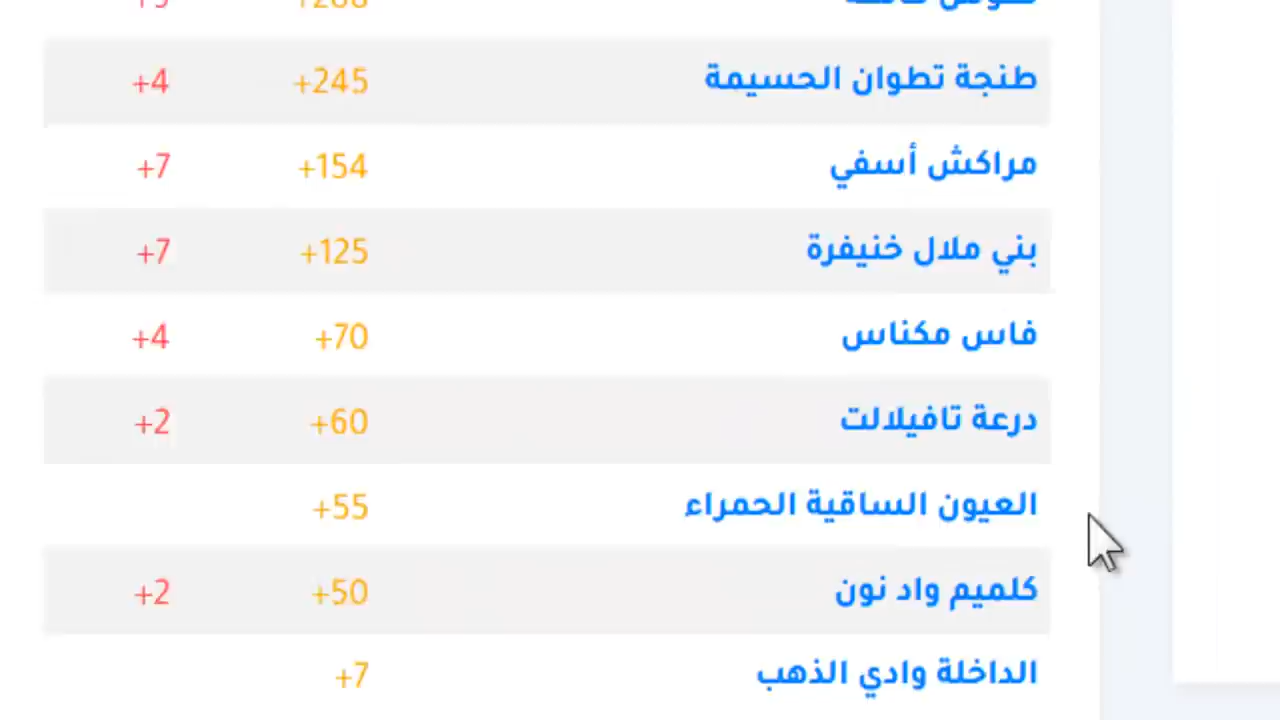 طنجة تطوان الحسيمة +245 +4
مراكش أسفي +154 +7
بني ملال خنيفرة +125 +7
فاس مكناس +70 +4
درعة تافيلالت +60 +2
العيون الساقية الحمراء +55
كلميم واد نون +50 +2
الداخلة وادي الذهب +7